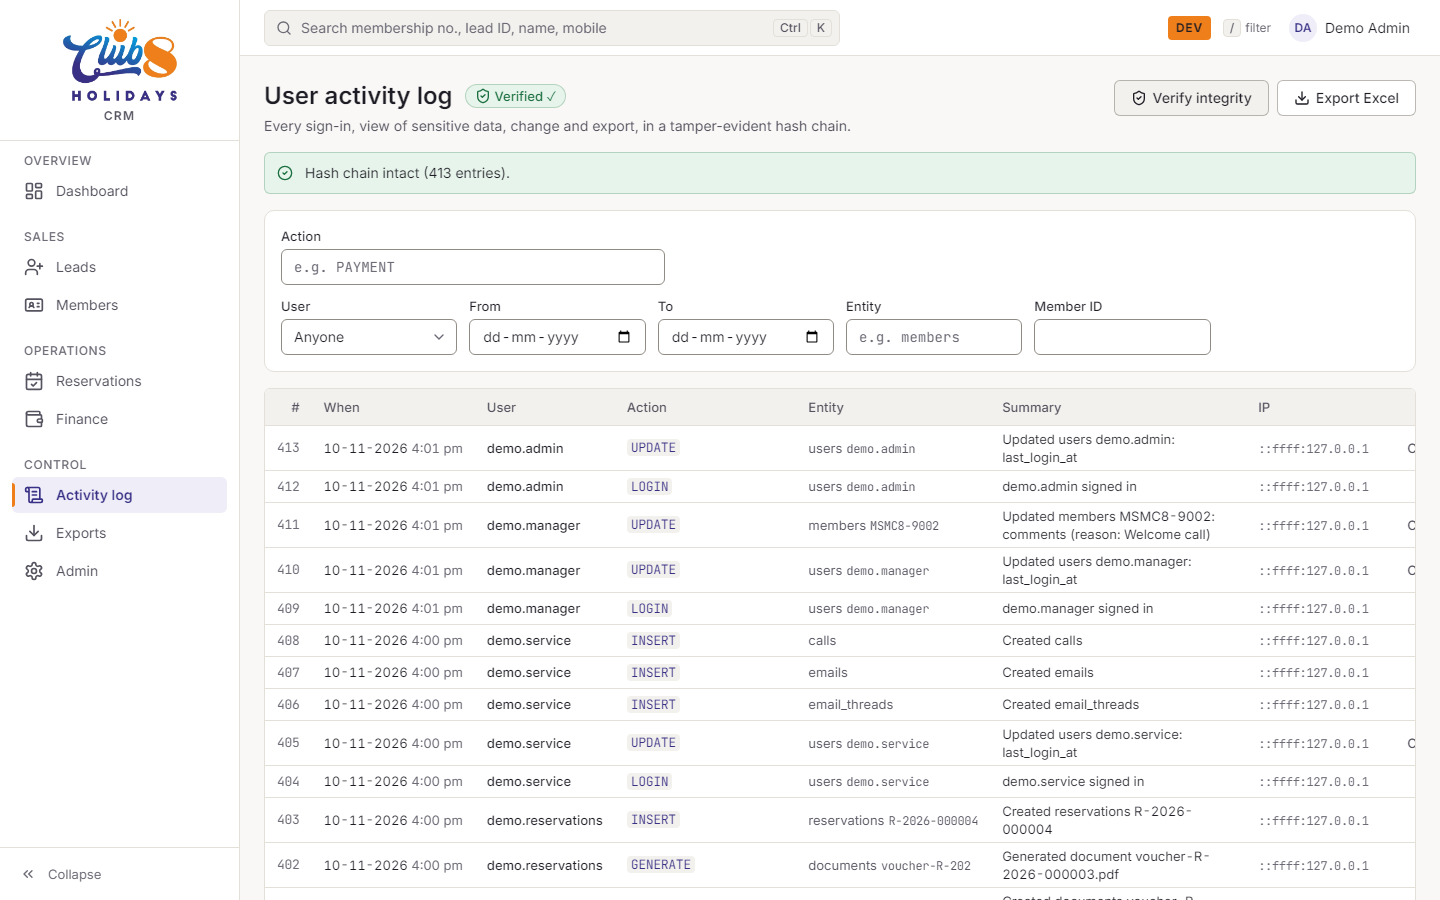 Club8
HOLIDAYS
CRM
Search membership no., lead ID, name, mobile
Ctrl K
DEV
/ filter
DA Demo Admin
OVERVIEW
Dashboard
SALES
Leads
Members
OPERATIONS
Reservations
Finance
CONTROL
Activity log
Exports
Admin
Collapse
User activity log
Verified ✓
Verify integrity
Export Excel
Every sign-in, view of sensitive data, change and export, in a tamper-evident hash chain.
Hash chain intact (413 entries).
Action
e.g. PAYMENT
User From To Entity Member ID
Anyone dd-mm-yyyy dd-mm-yyyy e.g. members
# When User Action Entity Summary IP
413 10-11-2026 4:01 pm demo.admin UPDATE users demo.admin Updated users demo.admin: ::ffff:127.0.0.1
last_login_at
412 10-11-2026 4:01 pm demo.admin LOGIN users demo.admin demo.admin signed in ::ffff:127.0.0.1
411 10-11-2026 4:01 pm demo.manager UPDATE members MSMC8-9002 Updated members MSMC8-9002: ::ffff:127.0.0.1
comments (reason: Welcome call)
410 10-11-2026 4:01 pm demo.manager UPDATE users demo.manager Updated users demo.manager: ::ffff:127.0.0.1
last_login_at
409 10-11-2026 4:01 pm demo.manager LOGIN users demo.manager demo.manager signed in ::ffff:127.0.0.1
408 10-11-2026 4:00 pm demo.service INSERT calls Created calls ::ffff:127.0.0.1
407 10-11-2026 4:00 pm demo.service INSERT emails Created emails ::ffff:127.0.0.1
406 10-11-2026 4:00 pm demo.service INSERT email_threads Created email_threads ::ffff:127.0.0.1
405 10-11-2026 4:00 pm demo.service UPDATE users demo.service Updated users demo.service: ::ffff:127.0.0.1
last_login_at
404 10-11-2026 4:00 pm demo.service LOGIN users demo.service demo.service signed in ::ffff:127.0.0.1
403 10-11-2026 4:00 pm demo.reservations INSERT reservations R-2026-000004 Created reservations R-2026- ::ffff:127.0.0.1
000004
402 10-11-2026 4:00 pm demo.reservations GENERATE documents voucher-R-202 Generated document voucher-R- ::ffff:127.0.0.1
2026-000003.pdf